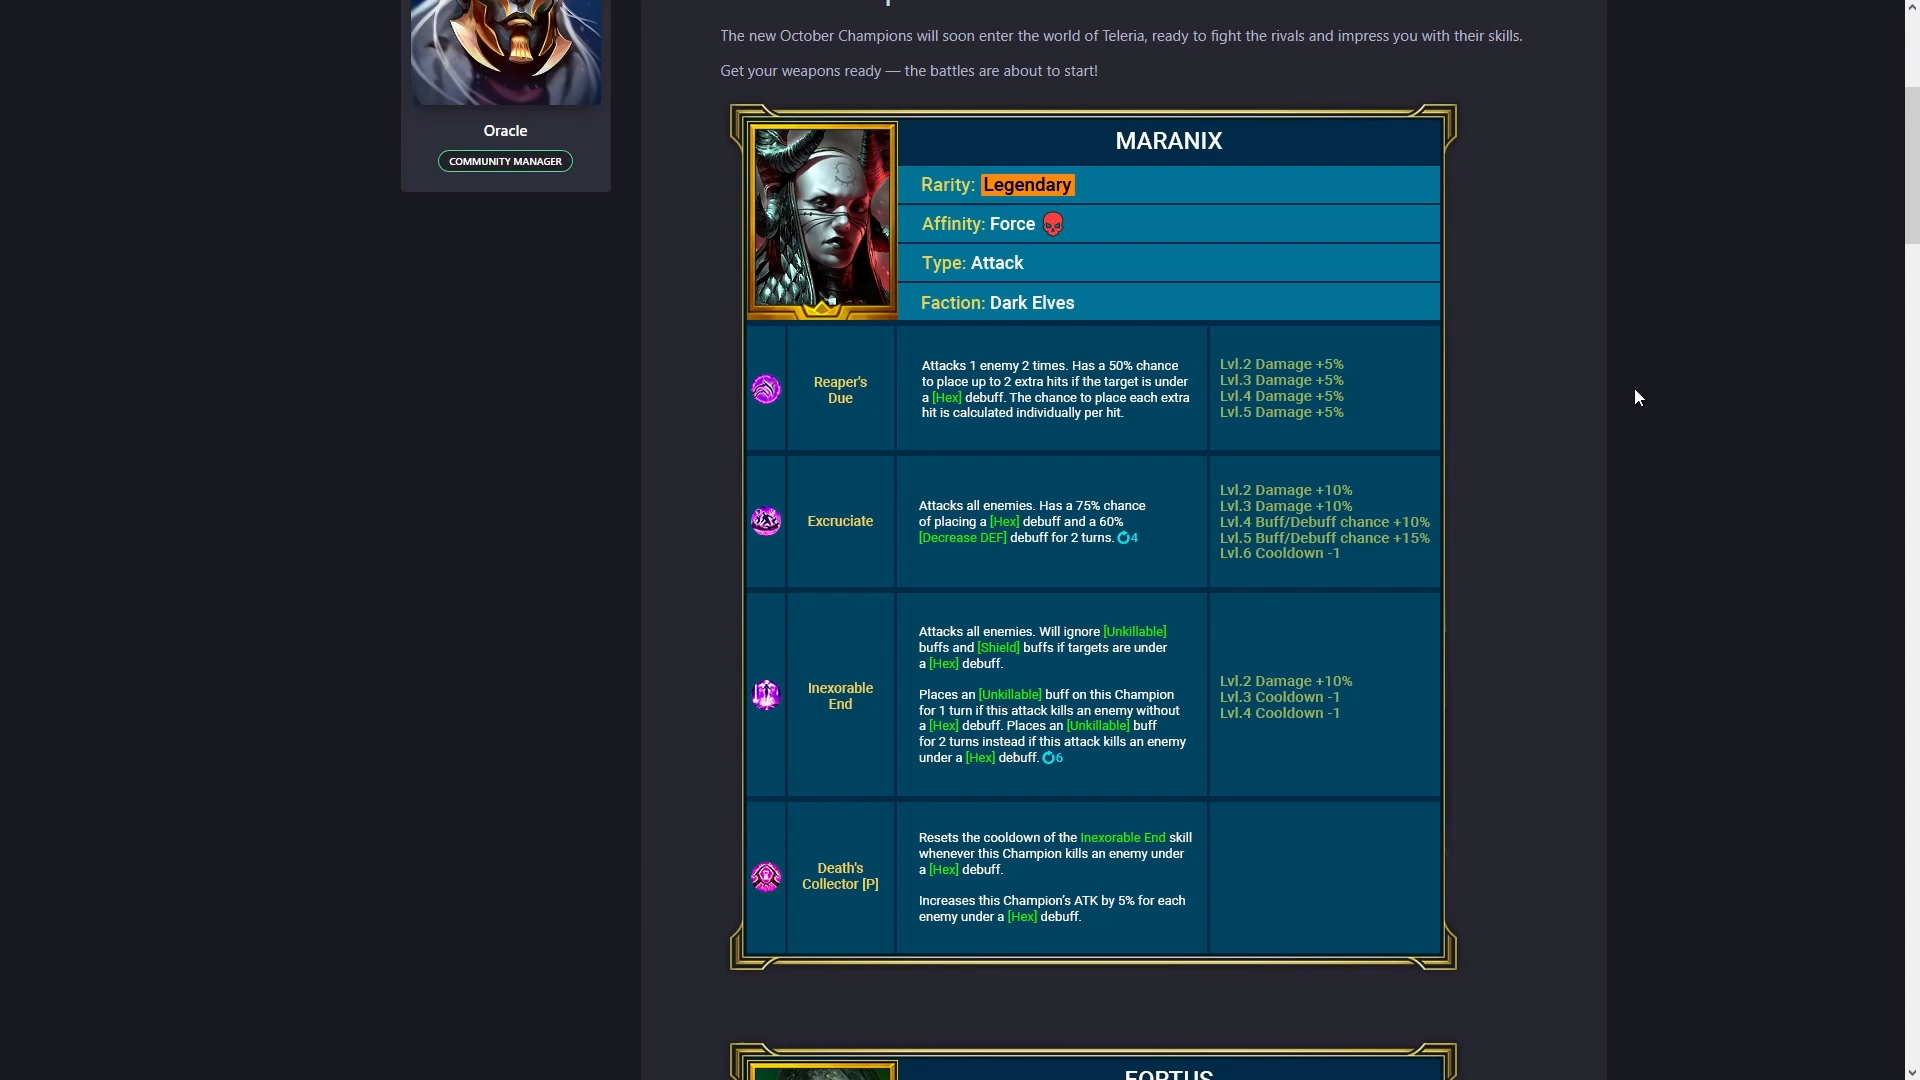 The new October Champions will soon enter the world of Teleria, ready to fight the rivals and impress you with their skills.
Get your weapons ready — the battles are about to start!
Oracle
COMMUNITY MANAGER
MARANIX
Rarity: Legendary
Affinity: Force
Type: Attack
Faction: Dark Elves
Reaper's
Due
Attacks 1 enemy 2 times. Has a 50% chance
to place up to 2 extra hits if the target is under
a [Hex] debuff. The chance to place each extra
hit is calculated individually per hit.
Lvl.2 Damage +5%
Lvl.3 Damage +5%
Lvl.4 Damage +5%
Lvl.5 Damage +5%
Excruciate
Attacks all enemies. Has a 75% chance
of placing a [Hex] debuff and a 60%
[Decrease DEF] debuff for 2 turns. 4
Lvl.2 Damage +10%
Lvl.3 Damage +10%
Lvl.4 Buff/Debuff chance +10%
Lvl.5 Buff/Debuff chance +15%
Lvl.6 Cooldown -1
Inexorable
End
Attacks all enemies. Will ignore [Unkillable]
buffs and [Shield] buffs if targets are under
a [Hex] debuff.
Places an [Unkillable] buff on this Champion
for 1 turn if this attack kills an enemy without
a [Hex] debuff. Places an [Unkillable] buff
for 2 turns instead if this attack kills an enemy
under a [Hex] debuff. 6
Lvl.2 Damage +10%
Lvl.3 Cooldown -1
Lvl.4 Cooldown -1
Death's
Collector [P]
Resets the cooldown of the Inexorable End skill
whenever this Champion kills an enemy under
a [Hex] debuff.
Increases this Champion's ATK by 5% for each
enemy under a [Hex] debuff.
FORTUS